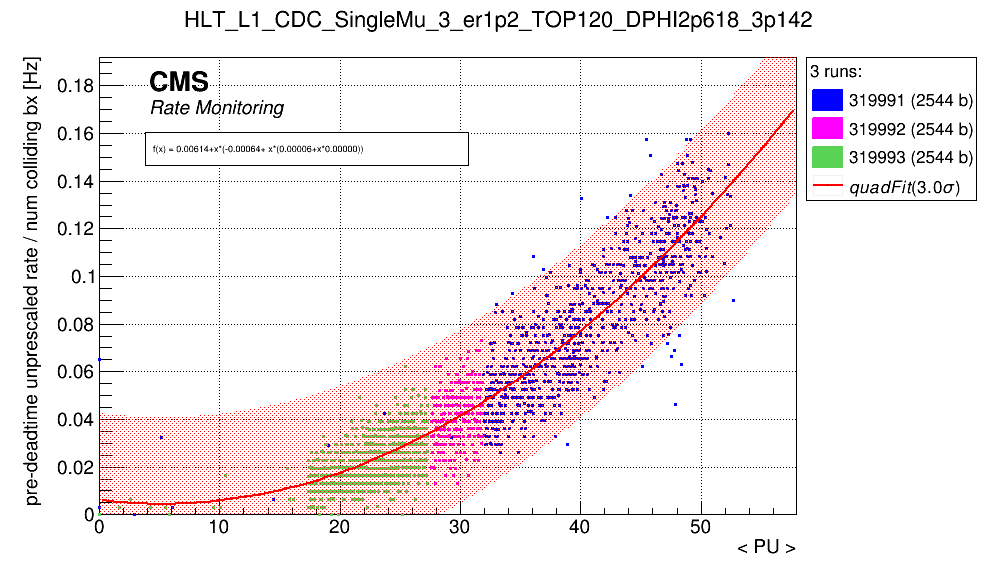 HLT_L1_CDC_SingleMu_3_er1p2_TOP120_DPHI2p618_3p142
CMS
Rate Monitoring
f(x) = 0.00614+x*(-0.00064+ x*(0.00006+x*0.00000))
pre-deadtime unprescaled rate / num colliding bx [Hz]
0.18
0.16
0.14
0.12
0.1
0.08
0.06
0.04
0.02
0
0 10 20 30 40 50
< PU >
3 runs:
319991 (2544 b)
319992 (2544 b)
319993 (2544 b)
quadFit(3.0σ)